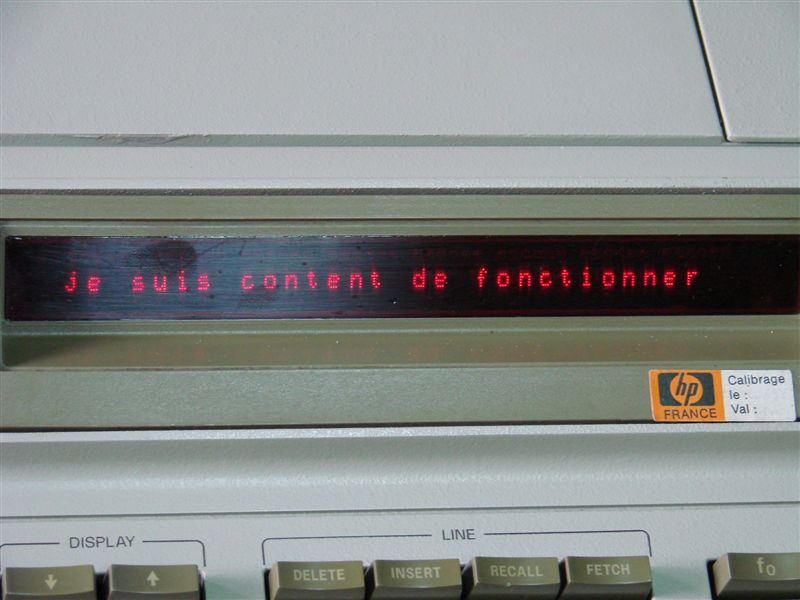 je suis content de fonctionner
hp
FRANCE
Calibrage
le :
Val :
DISPLAY
LINE
↓
↑
DELETE
INSERT
RECALL
FETCH
f0